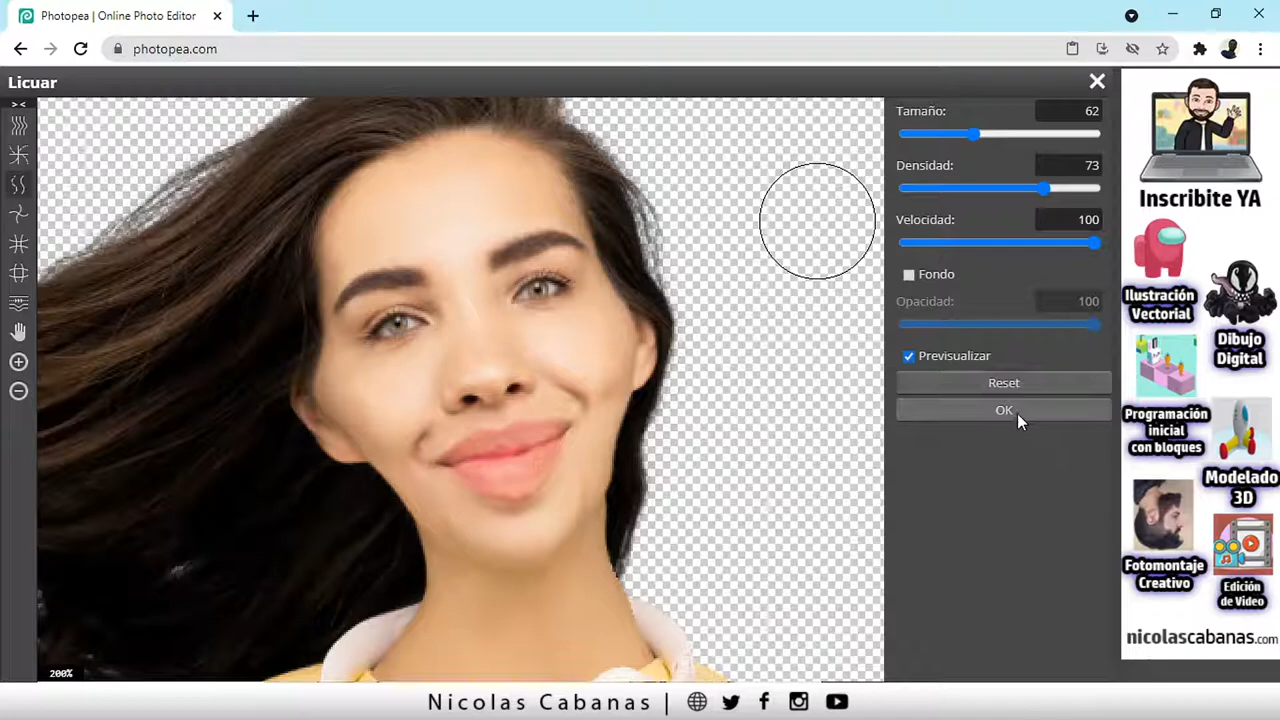 Photopea | Online Photo Editor
photopea.com
Licuar
Tamaño: 62
Densidad: 73
Velocidad: 100
Fondo
Opacidad: 100
Previsualizar
Reset
OK
200%
Inscribite YA
Ilustración
Vectorial
Dibujo
Digital
Programación
inicial
con bloques
Modelado
3D
Fotomontaje
Creativo
Edición
de Video
nicolascabanas.com
Nicolas Cabanas |